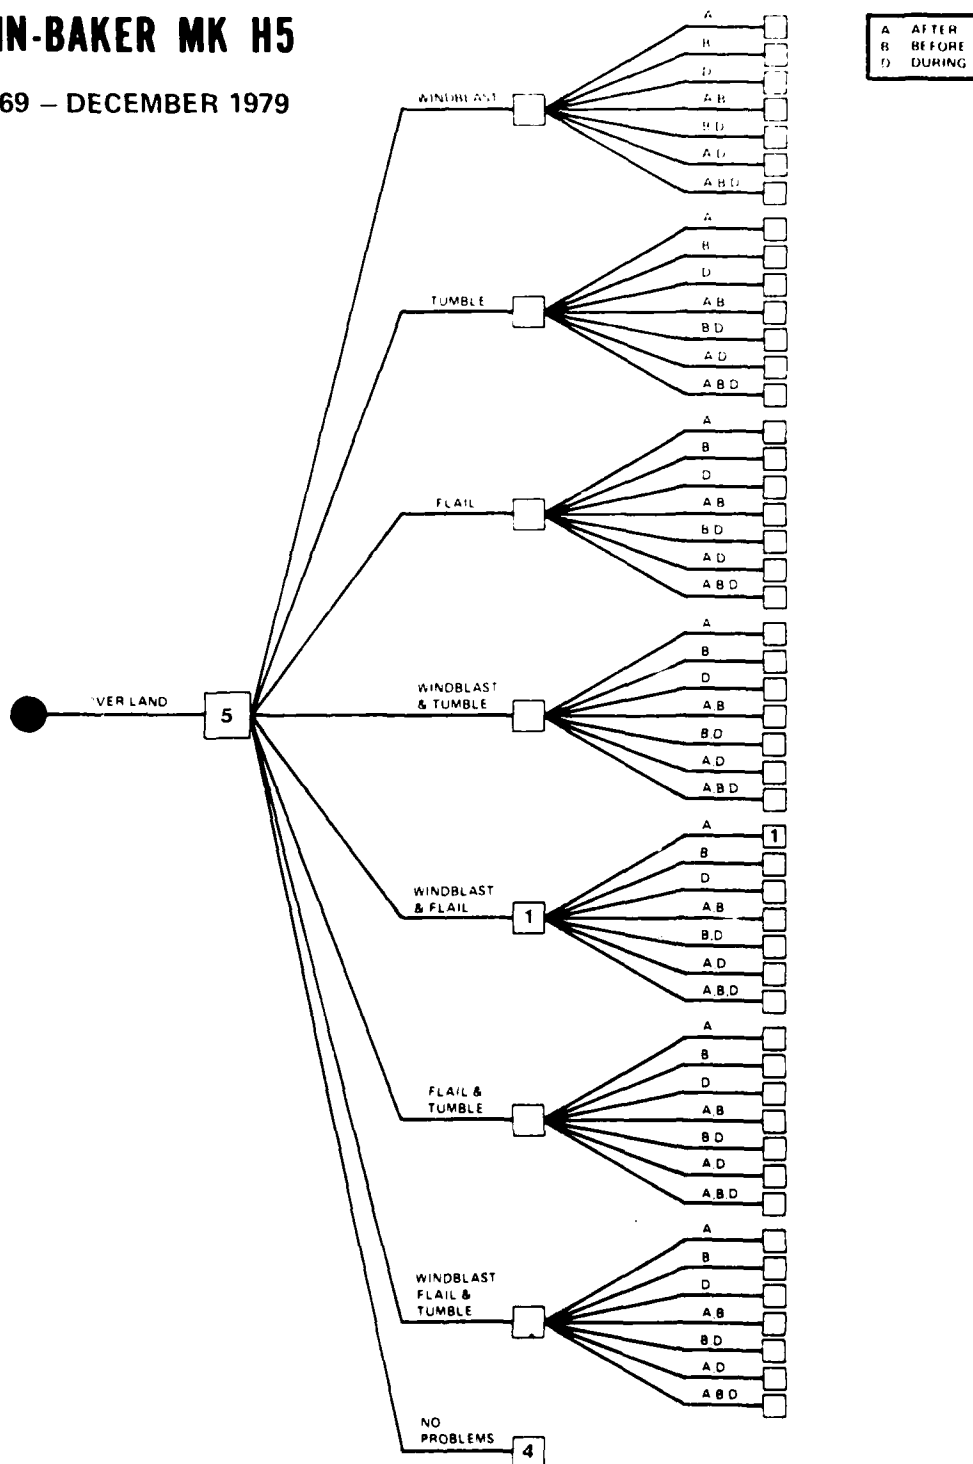 IN-BAKER MK H5
69 – DECEMBER 1979
A AFTER
B BEFORE
D DURING
VER LAND
5
WINDBLAST
A
B
D
A B
B D
A D
A B D
TUMBLE
A
B
D
A B
B D
A D
A B D
FLAIL
A
B
D
A B
B D
A D
A B D
WINDBLAST
& TUMBLE
A
B
D
A,B
B,D
A,D
A,B D
WINDBLAST
& FLAIL
1
A
1
B
D
A,B
B,D
A,D
A,B,D
FLAIL &
TUMBLE
A
B
D
A,B
B D
A,D
A,B,D
WINDBLAST
FLAIL &
TUMBLE
A
B
D
A,B
B D
A,D
A B D
NO
PROBLEMS
4